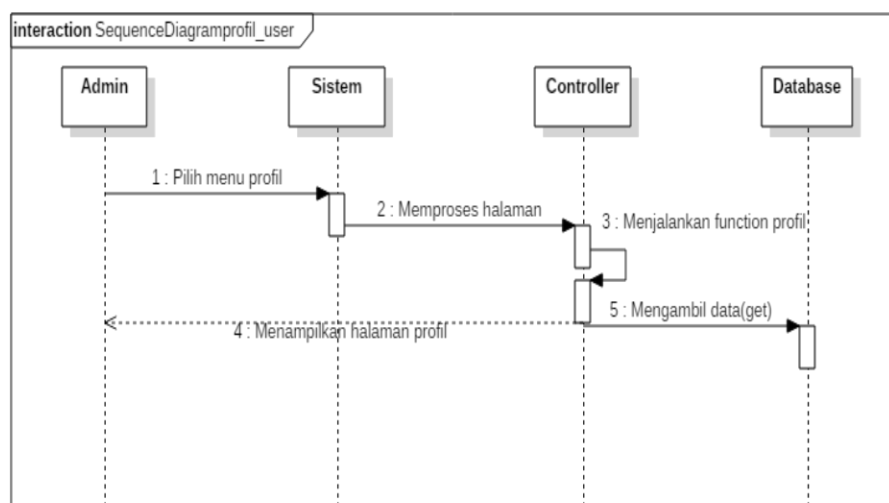 interaction SequenceDiagramprofil_user
Admin
Sistem
Controller
Database
1 : Pilih menu profil
2 : Memproses halaman
3 : Menjalankan function profil
5 : Mengambil data(get)
4 : Menampilkan halaman profil